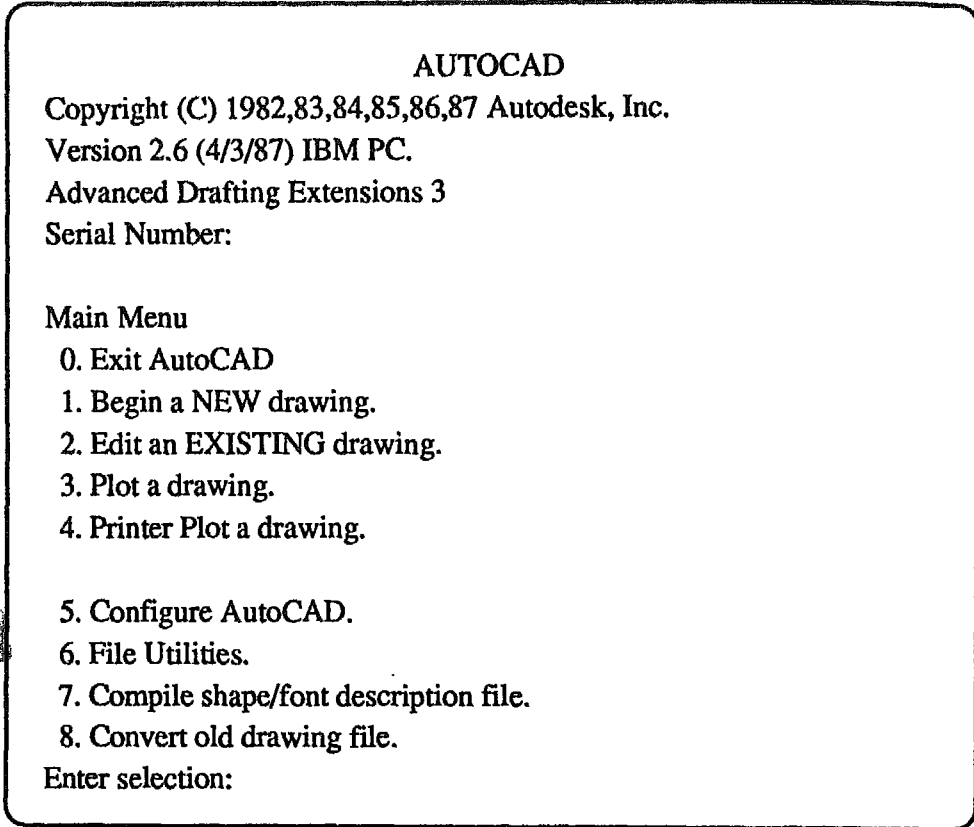 AUTOCAD
Copyright (C) 1982,83,84,85,86,87 Autodesk, Inc.
Version 2.6 (4/3/87) IBM PC.
Advanced Drafting Extensions 3
Serial Number:
Main Menu
0. Exit AutoCAD
1. Begin a NEW drawing.
2. Edit an EXISTING drawing.
3. Plot a drawing.
4. Printer Plot a drawing.
5. Configure AutoCAD.
6. File Utilities.
7. Compile shape/font description file.
8. Convert old drawing file.
Enter selection: